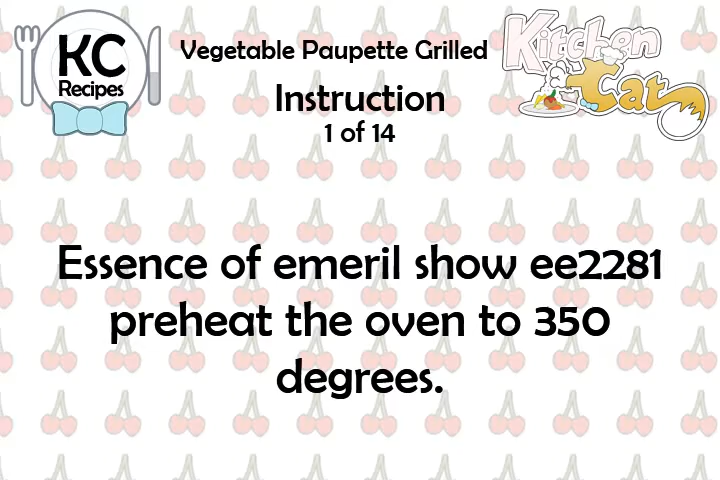 KC
Recipes
Vegetable Paupette Grilled
Kitchen
Cat
Instruction
1 of 14
Essence of emeril show ee2281
preheat the oven to 350
degrees.